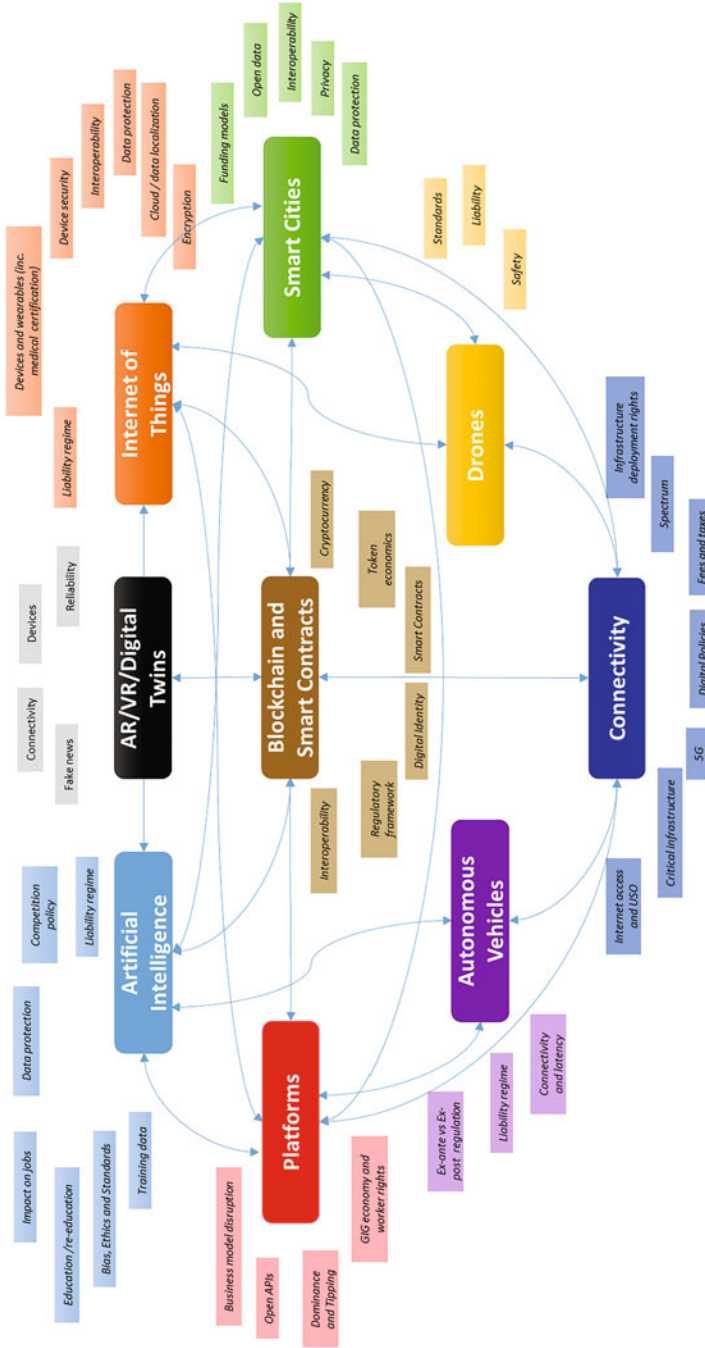 Impact on jobs
Education /re-education
Bias, Ethics and Standards
Training data
Data protection
Competition
policy
Liability regime
Artificial
Intelligence
Connectivity
Fake news
Devices
Reliability
AR/VR/Digital
Twins
Liability regime
Devices and wearables (inc.
medical certification)
Device security
Interoperability
Data protection
Cloud / data localization
Encryption
Internet of
Things
Business model disruption
Open APIs
Dominance
and Tipping
GIG economy and
worker rights
Platforms
Blockchain and
Smart Contracts
Interoperability
Regulatory
framework
Digital Identity
Smart Contracts
Token
economics
Cryptocurrency
Funding models
Open data
Interoperability
Privacy
Data protection
Smart Cities
Ex-ante vs Ex-
post regulation
Liability regime
Connectivity
and latency
Autonomous
Vehicles
Drones
Standards
Liability
Safety
Connectivity
Internet access
and USO
Critical infrastructure
5G
Digital Policies
Fees and taxes
Spectrum
Infrastructure
deployment rights